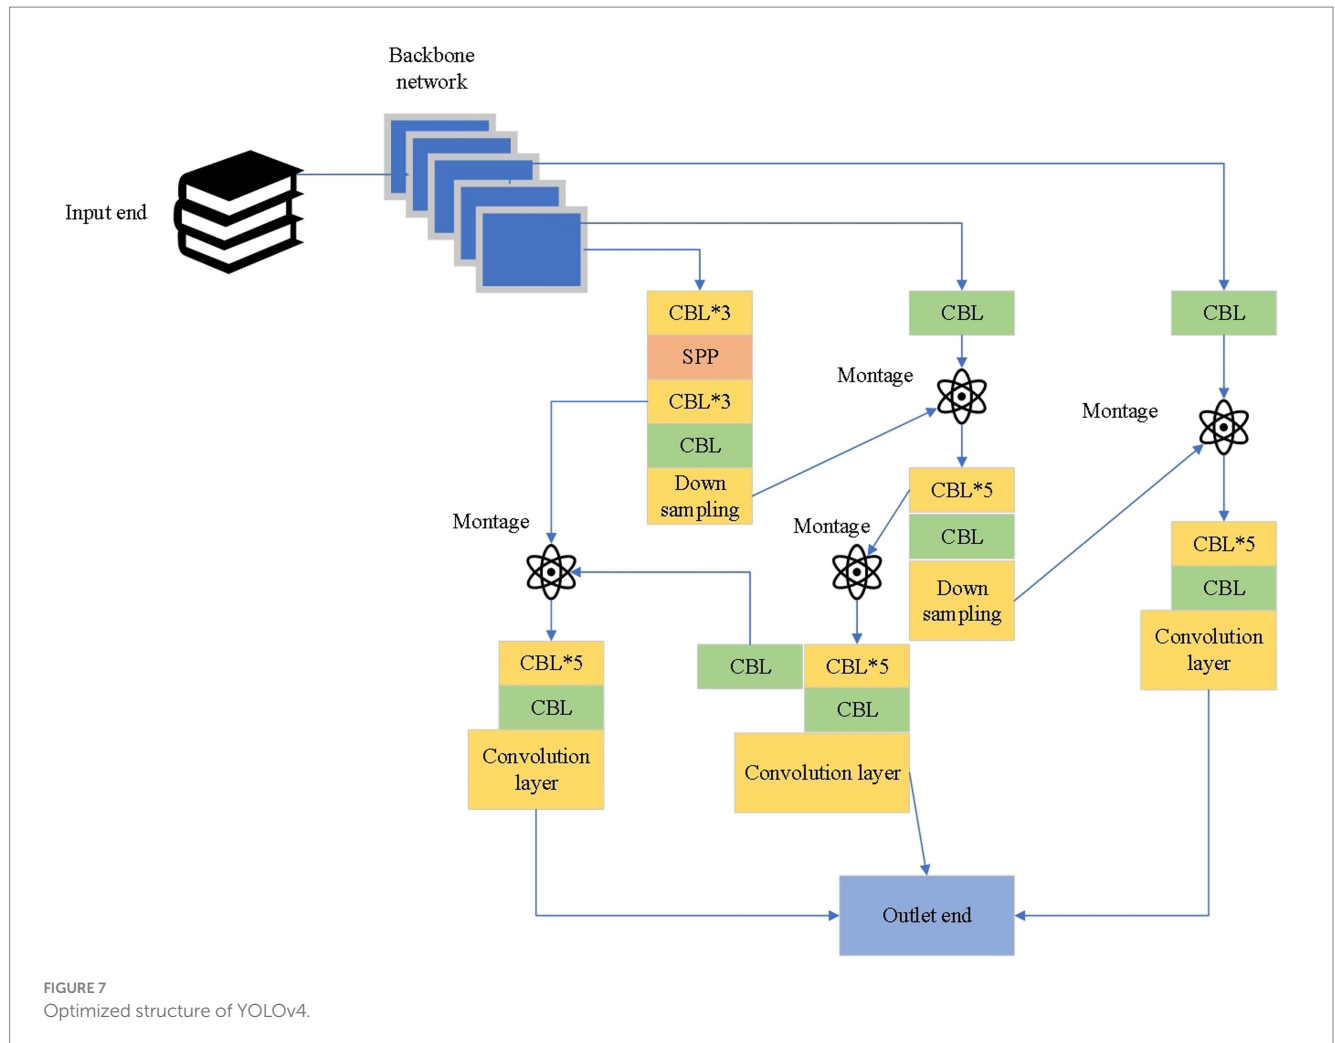 Backbone
network
Input end
CBL*3
SPP
CBL*3
CBL
Down
sampling
CBL
Montage
CBL*5
CBL
Down
sampling
CBL
Montage
CBL*5
CBL
Convolution
layer
Montage
CBL*5
CBL
Convolution
layer
Montage
CBL
CBL*5
CBL
Convolution layer
Outlet end
FIGURE 7
Optimized structure of YOLOv4.